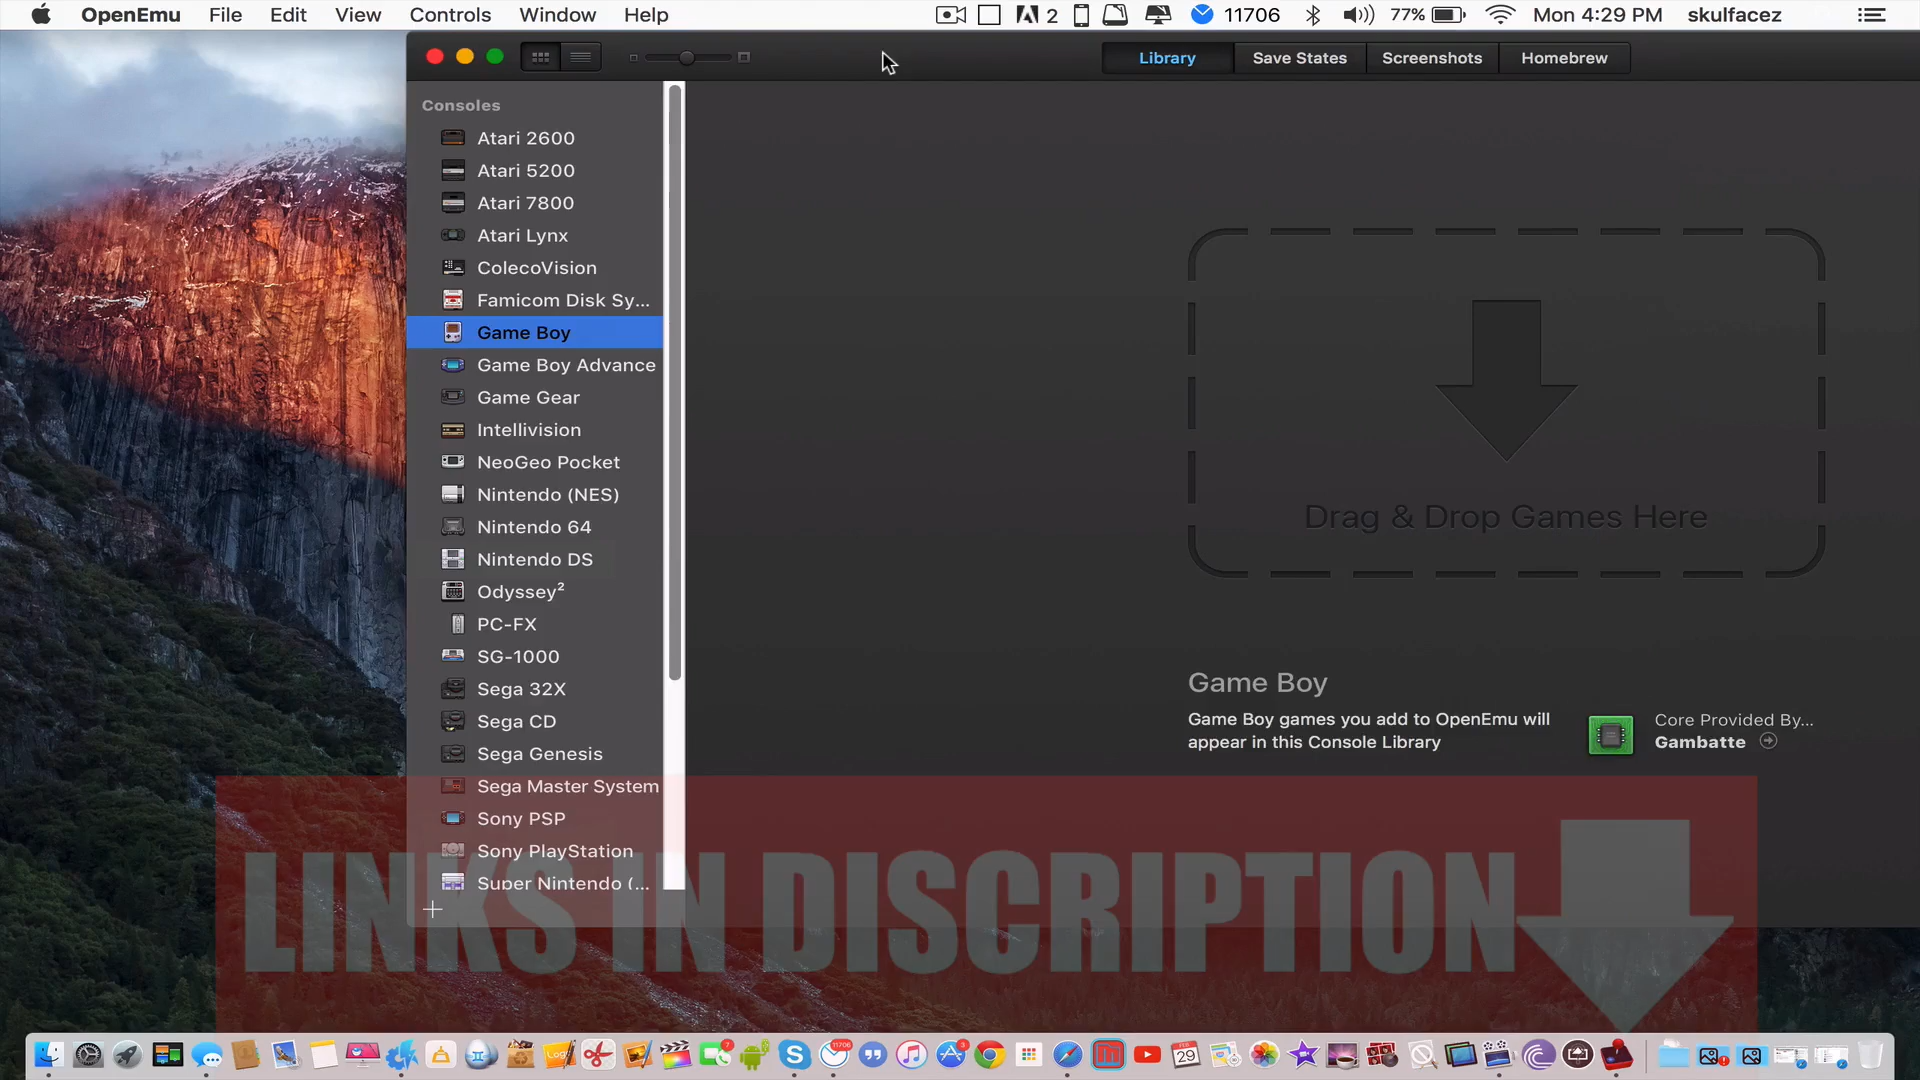 OpenEmu File Edit View Controls Window Help 2 11706 77% Mon 4:29 PM skulfacez
Library Save States Screenshots Homebrew
Consoles
Atari 2600
Atari 5200
Atari 7800
Atari Lynx
ColecoVision
Famicom Disk Sy...
Game Boy
Game Boy Advance
Game Gear
Intellivision
NeoGeo Pocket
Nintendo (NES)
Nintendo 64
Nintendo DS
Odyssey²
PC-FX
SG-1000
Sega 32X
Sega CD
Sega Genesis
Sega Master System
Sony PSP
Sony PlayStation
Super Nintendo (...
Drag & Drop Games Here
Game Boy
Game Boy games you add to OpenEmu will
appear in this Console Library
Core Provided By...
Gambatte
LINKS IN DISCRIPTION
7 11706 3 FEB 29